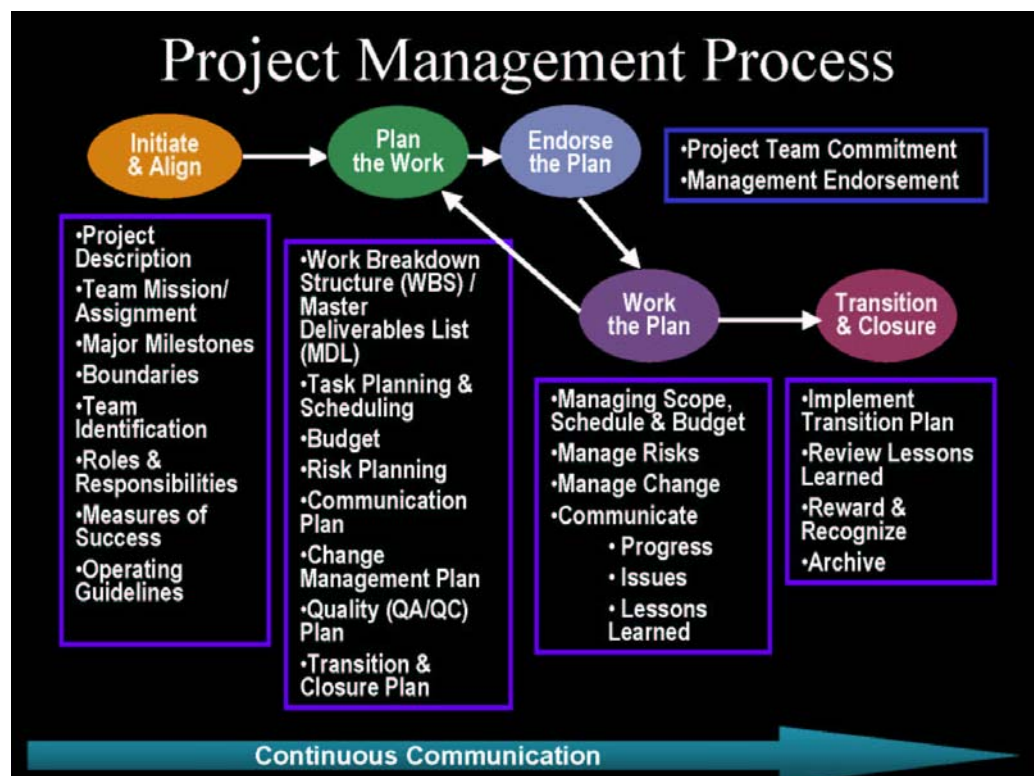 Project Management Process
Initiate
& Align
Plan
the Work
Endorse
the Plan
•Project Team Commitment
•Management Endorsement
Work
the Plan
Transition
& Closure
•Project
Description
•Team Mission/
Assignment
•Major Milestones
•Boundaries
•Team
Identification
•Roles &
Responsibilities
•Measures of
Success
•Operating
Guidelines
•Work Breakdown
Structure (WBS) /
Master
Deliverables List
(MDL)
•Task Planning &
Scheduling
•Budget
•Risk Planning
•Communication
Plan
•Change
Management Plan
•Quality (QA/QC)
Plan
•Transition &
Closure Plan
•Managing Scope,
Schedule & Budget
•Manage Risks
•Manage Change
•Communicate
• Progress
• Issues
• Lessons
Learned
•Implement
Transition Plan
•Review Lessons
Learned
•Reward &
Recognize
•Archive
Continuous Communication